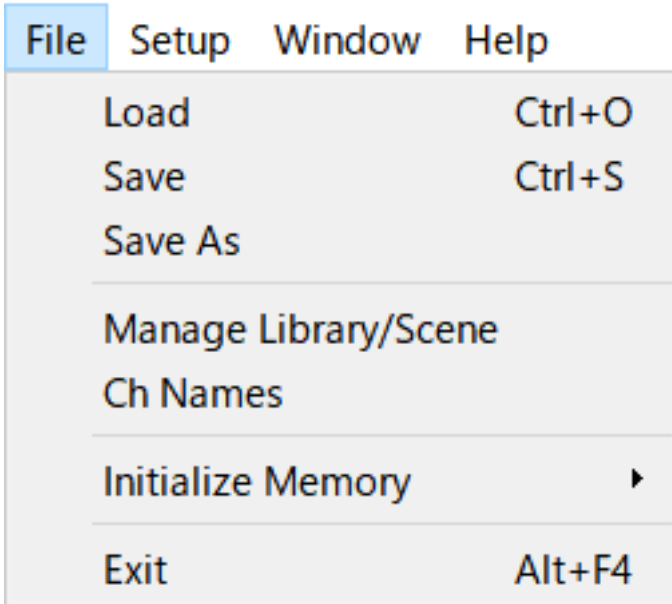 File Setup Window Help
Load Ctrl+O
Save Ctrl+S
Save As
Manage Library/Scene
Ch Names
Initialize Memory
Exit Alt+F4